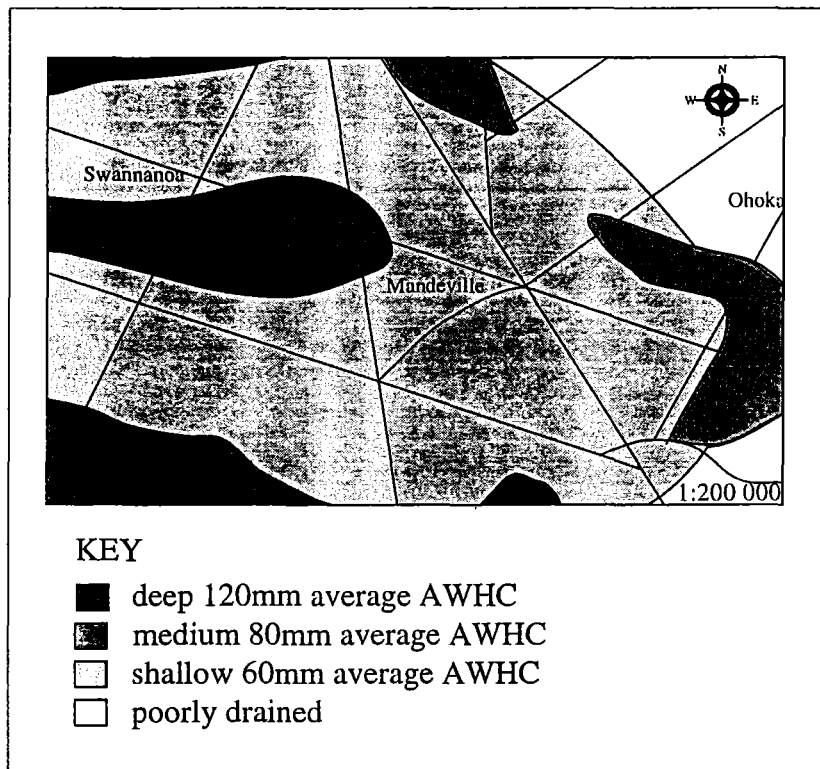 N
W E
S
Swannanoa
Ohoka
Mandeville
1:200 000
KEY
deep 120mm average AWHC
medium 80mm average AWHC
shallow 60mm average AWHC
poorly drained